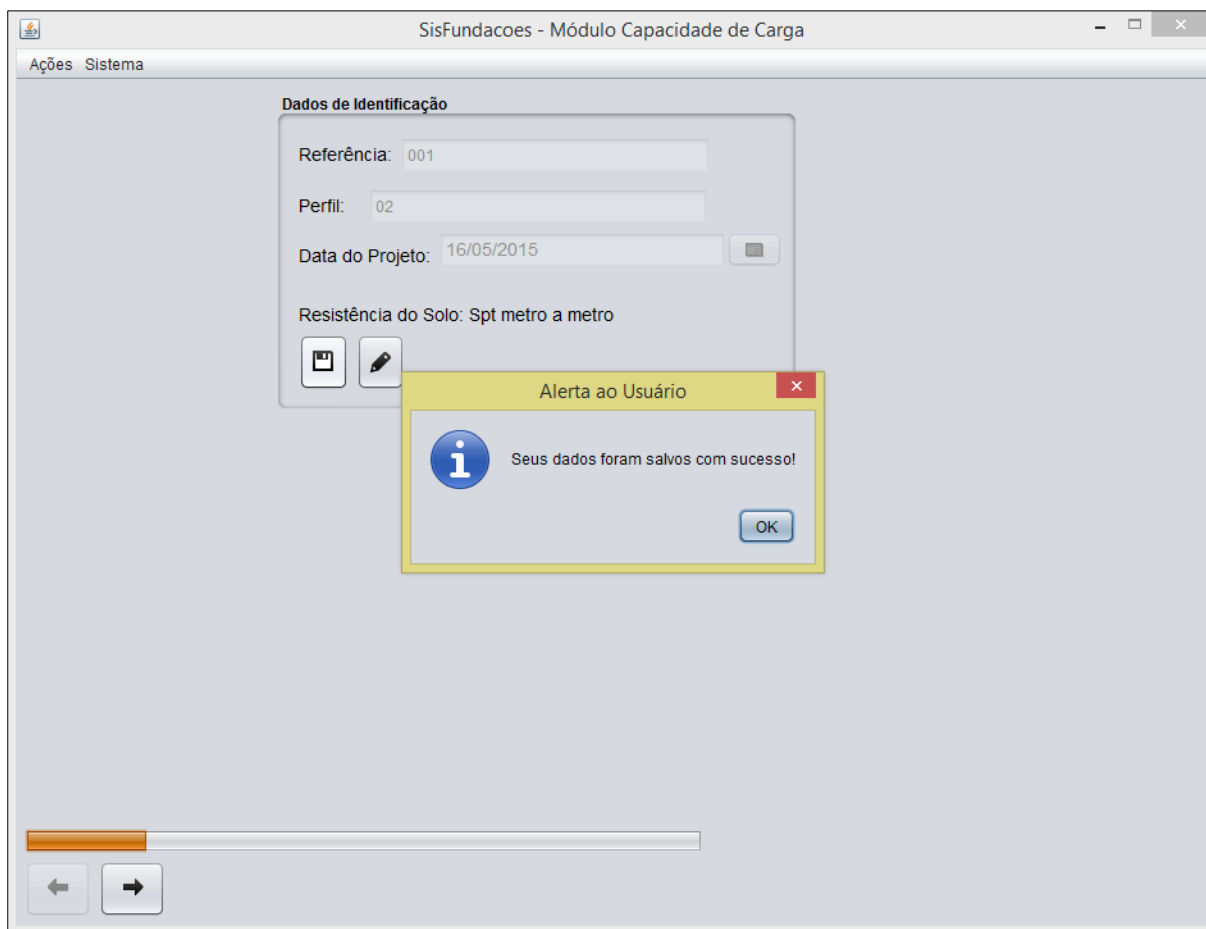 SisFundacoes - Módulo Capacidade de Carga
Ações Sistema
Dados de Identificação
Referência: 001
Perfil: 02
Data do Projeto: 16/05/2015
Resistência do Solo: Spt metro a metro
Alerta ao Usuário
Seus dados foram salvos com sucesso!
OK